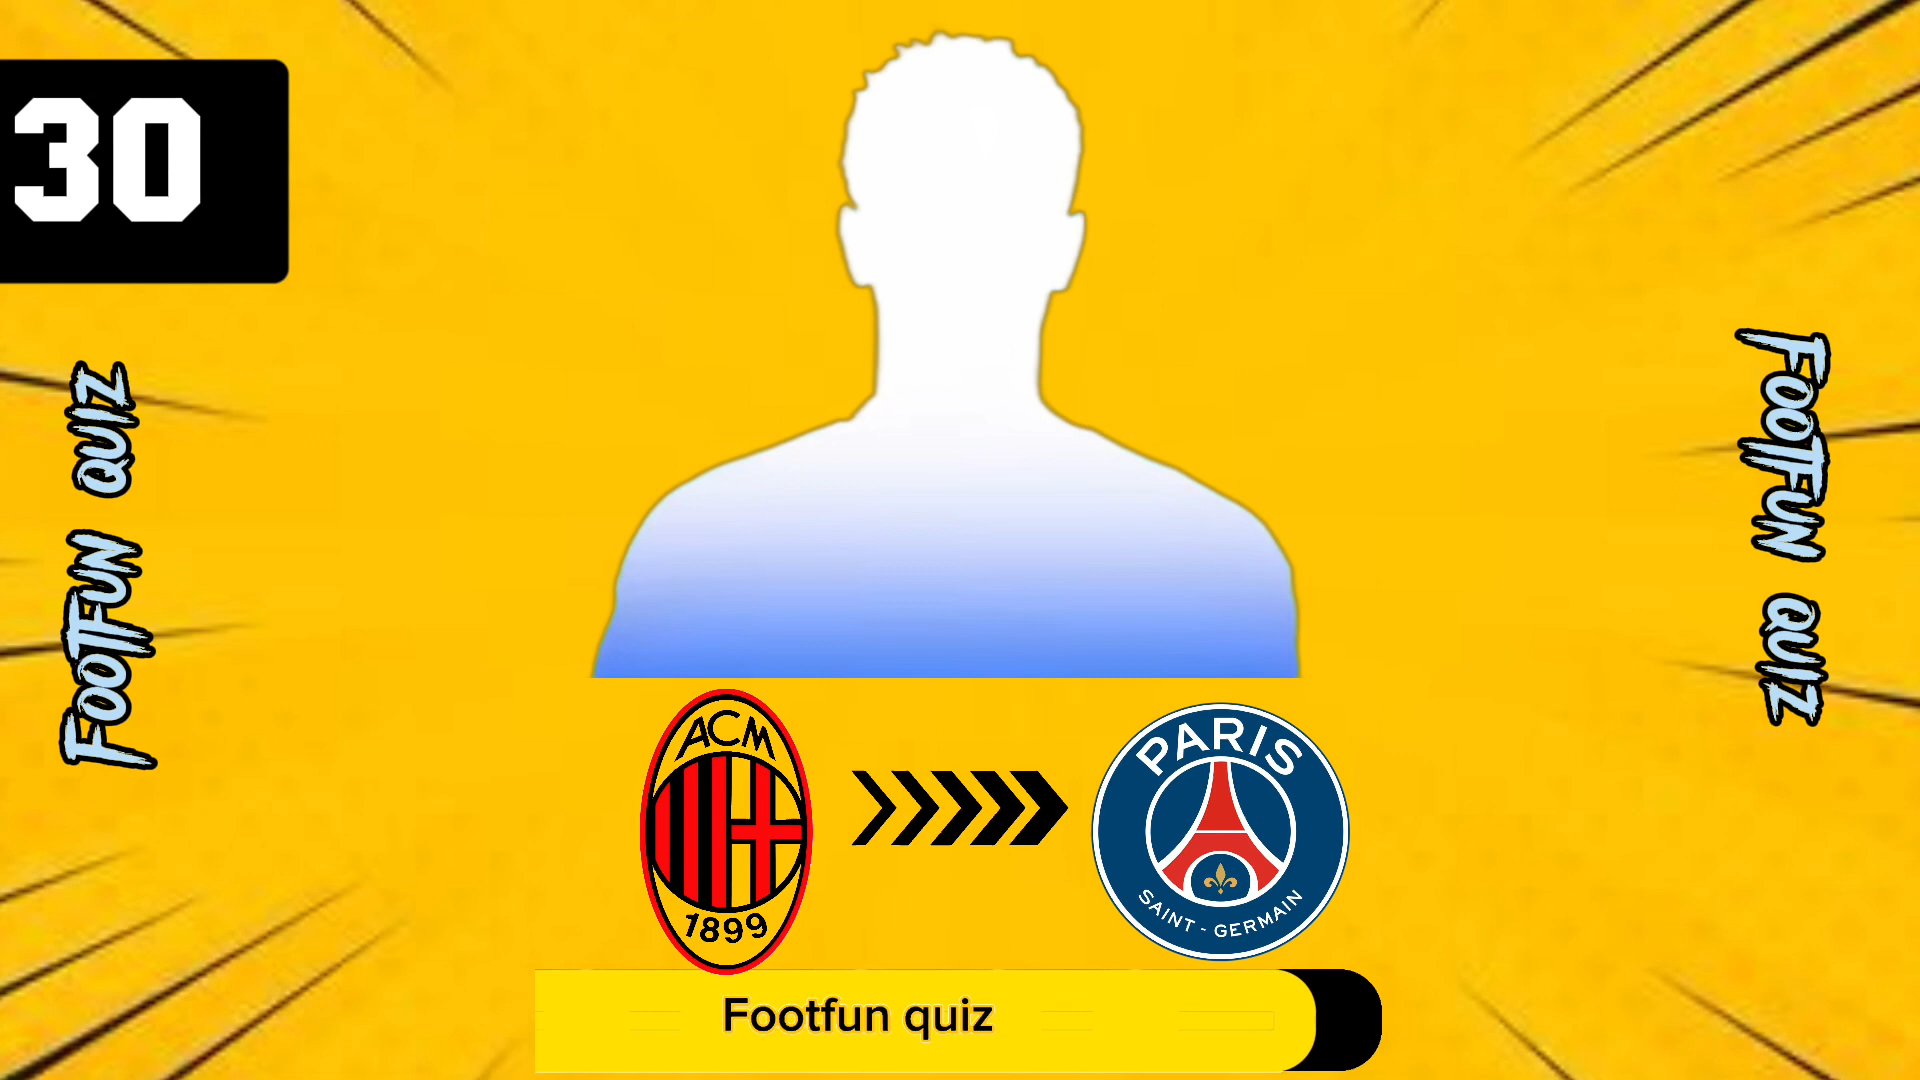 30
FOOTFUN QUIZ
FOOTFUN QUIZ
ACM
1899
PARIS
SAINT - GERMAIN
Footfun quiz